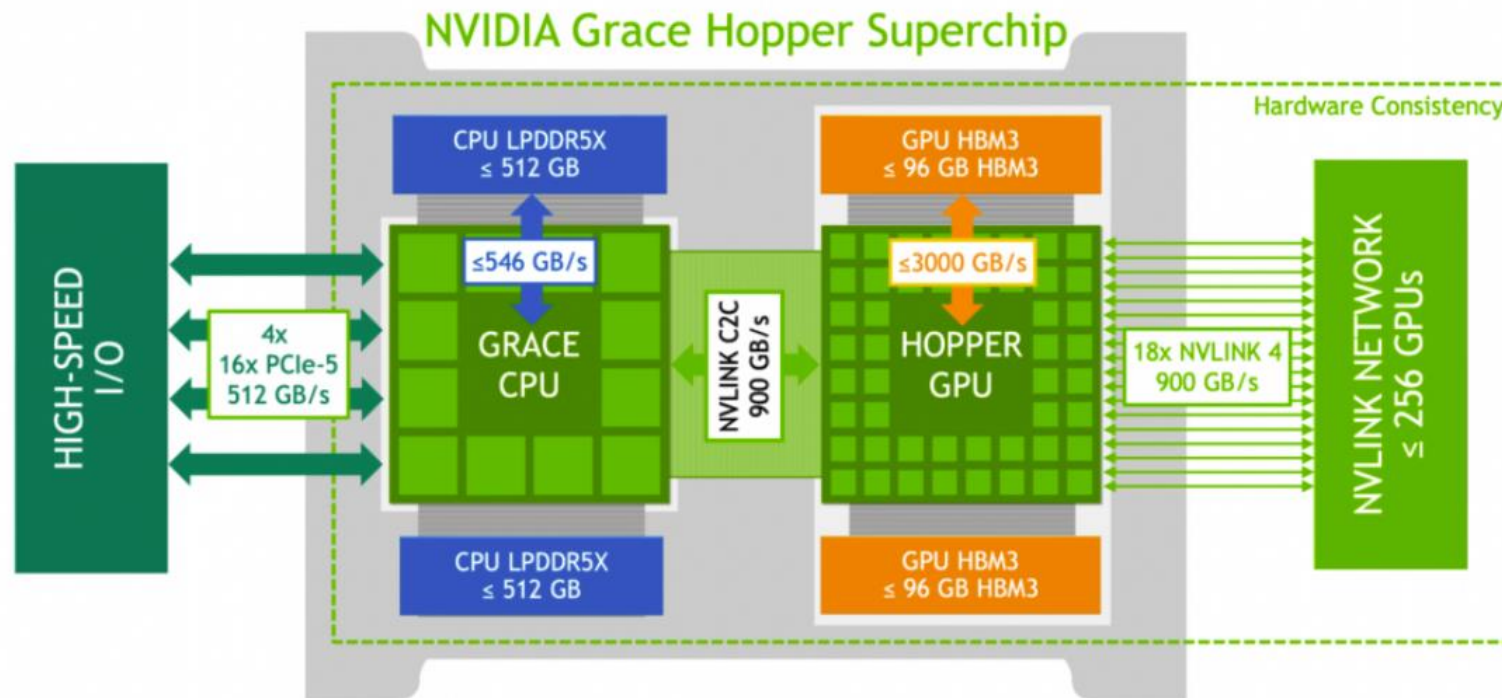 NVIDIA Grace Hopper Superchip
Hardware Consistency
CPU LPDDR5X
≤ 512 GB
GPU HBM3
≤ 96 GB HBM3
HIGH-SPEED
I/O
4x
16x PCIe-5
512 GB/s
≤546 GB/s
GRACE
CPU
NVLINK C2C
900 GB/s
≤3000 GB/s
HOPPER
GPU
18x NVLINK 4
900 GB/s
NVLINK NETWORK
≤ 256 GPUs
CPU LPDDR5X
≤ 512 GB
GPU HBM3
≤ 96 GB HBM3